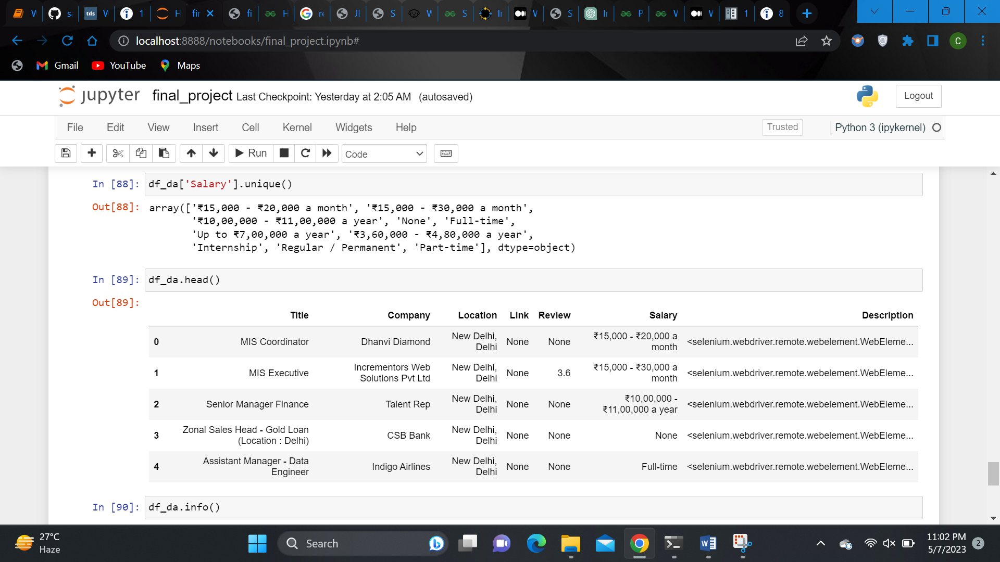 W
s
tds
W
1
H
fir
fi
H
re
JI
S
W
S
Ir
W
S
Ir
P
W
W
1
8
localhost:8888/notebooks/final_project.ipynb#
C
Gmail YouTube Maps
jupyter final_project Last Checkpoint: Yesterday at 2:05 AM (autosaved) Logout
File Edit View Insert Cell Kernel Widgets Help Trusted Python 3 (ipykernel)
Run Code
In [88]: df_da['Salary'].unique()
Out[88]: array(['₹15,000 - ₹20,000 a month', '₹15,000 - ₹30,000 a month',
'₹10,00,000 - ₹11,00,000 a year', 'None', 'Full-time',
'Up to ₹7,00,000 a year', '₹3,60,000 - ₹4,80,000 a year',
'Internship', 'Regular / Permanent', 'Part-time'], dtype=object)
In [89]: df_da.head()
Out[89]:
Title Company Location Link Review Salary Description
0 MIS Coordinator Dhanvi Diamond New Delhi, Delhi None None ₹15,000 - ₹20,000 a month <selenium.webdriver.remote.webelement.WebEleme...
1 MIS Executive Incrementors Web Solutions Pvt Ltd New Delhi, Delhi None 3.6 ₹15,000 - ₹30,000 a month <selenium.webdriver.remote.webelement.WebEleme...
2 Senior Manager Finance Talent Rep New Delhi, Delhi None None ₹10,00,000 - ₹11,00,000 a year <selenium.webdriver.remote.webelement.WebEleme...
3 Zonal Sales Head - Gold Loan (Location : Delhi) CSB Bank New Delhi, Delhi None None None <selenium.webdriver.remote.webelement.WebEleme...
4 Assistant Manager - Data Engineer Indigo Airlines New Delhi, Delhi None None Full-time <selenium.webdriver.remote.webelement.WebEleme...
In [90]: df_da.info()
27°C
Haze
Search
11:02 PM
5/7/2023
2